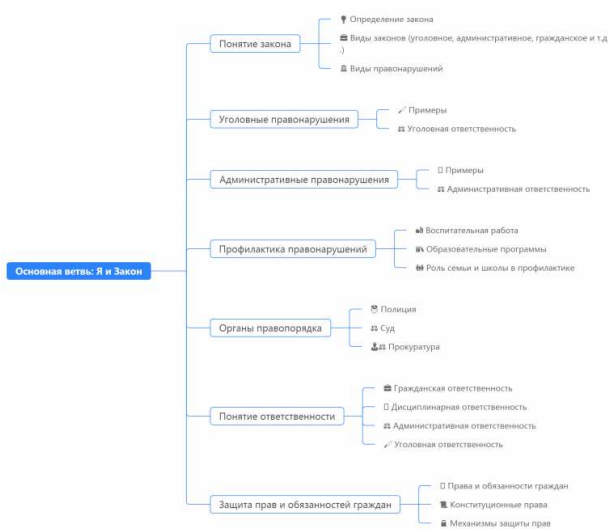 Основная ветвь: Я и Закон
Понятие закона
Определение закона
Виды законов (уголовное, административное, гражданское и т.д
.)
Виды правонарушений
Уголовные правонарушения
Примеры
Уголовная ответственность
Административные правонарушения
Примеры
Административная ответственность
Профилактика правонарушений
Воспитательная работа
Образовательные программы
Роль семьи и школы в профилактике
Органы правопорядка
Полиция
Суд
Прокуратура
Понятие ответственности
Гражданская ответственность
Дисциплинарная ответственность
Административная ответственность
Уголовная ответственность
Защита прав и обязанностей граждан
Права и обязанности граждан
Конституционные права
Механизмы защиты прав